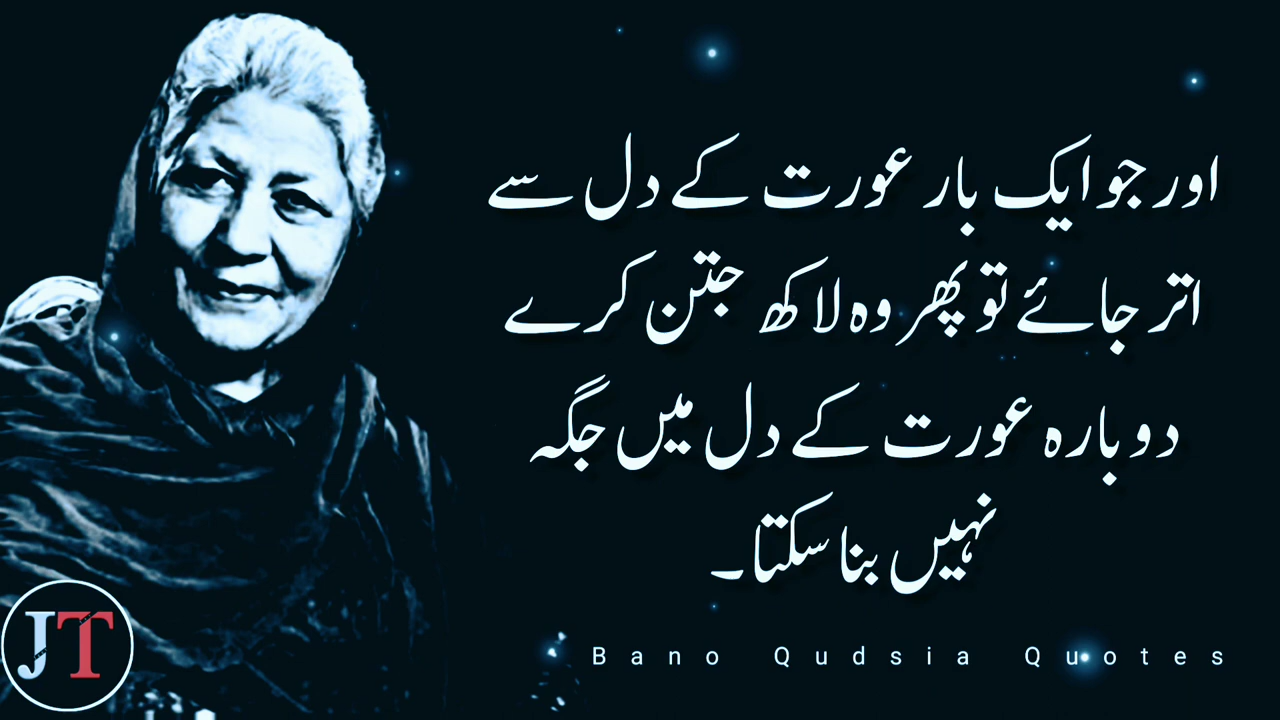 اور جو ایک بار عورت کے دل سے
اتر جائے تو پھر وہ لاکھ جتن کرے
دوبارہ عورت کے دل میں جگہ
نہیں بنا سکتا۔
Bano Qudsia Quotes
JT